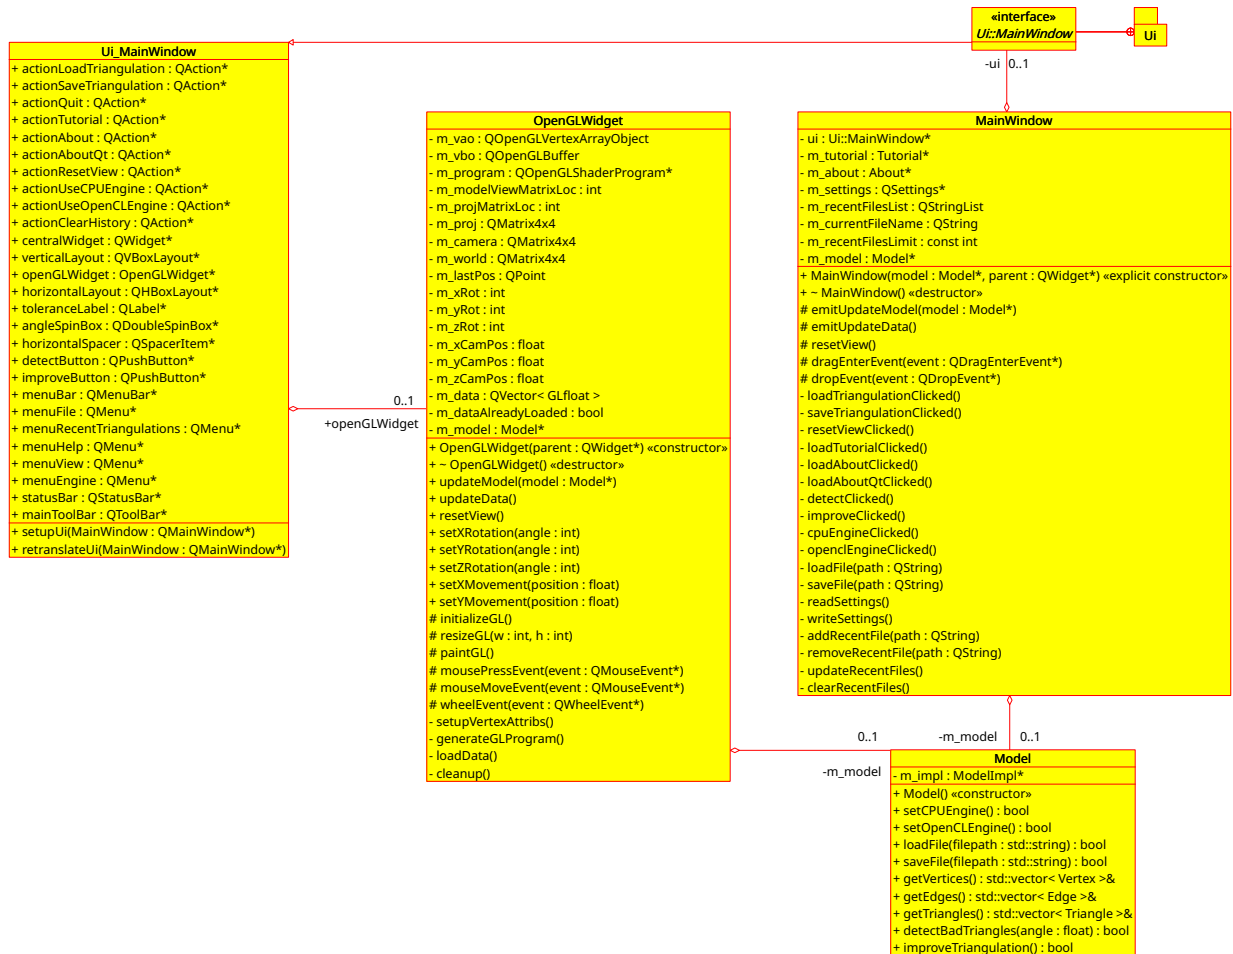 «interface»
Ui::MainWindow
Ui
-ui
0..1
Ui_MainWindow
+ actionLoadTriangulation : QAction*
+ actionSaveTriangulation : QAction*
+ actionQuit : QAction*
+ actionTutorial : QAction*
+ actionAbout : QAction*
+ actionAboutQt : QAction*
+ actionResetView : QAction*
+ actionUseCPUEngine : QAction*
+ actionUseOpenCLEngine : QAction*
+ actionClearHistory : QAction*
+ centralWidget : QWidget*
+ verticalLayout : QVBoxLayout*
+ openGLWidget : OpenGLWidget*
+ horizontalLayout : QHBoxLayout*
+ toleranceLabel : QLabel*
+ angleSpinBox : QDoubleSpinBox*
+ horizontalSpacer : QSpacerItem*
+ detectButton : QPushButton*
+ improveButton : QPushButton*
+ menuBar : QMenuBar*
+ menuFile : QMenu*
+ menuRecentTriangulations : QMenu*
+ menuHelp : QMenu*
+ menuView : QMenu*
+ menuEngine : QMenu*
+ statusBar : QStatusBar*
+ mainToolBar : QToolBar*
+ setupUi(MainWindow : QMainWindow*)
+ retranslateUi(MainWindow : QMainWindow*)
0..1
+openGLWidget
OpenGLWidget
- m_vao : QOpenGLVertexArrayObject
- m_vbo : QOpenGLBuffer
- m_program : QOpenGLShaderProgram*
- m_modelViewMatrixLoc : int
- m_projMatrixLoc : int
- m_proj : QMatrix4x4
- m_camera : QMatrix4x4
- m_world : QMatrix4x4
- m_lastPos : QPoint
- m_xRot : int
- m_yRot : int
- m_zRot : int
- m_xCamPos : float
- m_yCamPos : float
- m_zCamPos : float
- m_data : QVector< GLfloat >
- m_dataAlreadyLoaded : bool
- m_model : Model*
+ OpenGLWidget(parent : QWidget*) «constructor»
+ ~ OpenGLWidget() «destructor»
+ updateModel(model : Model*)
+ updateData()
+ resetView()
+ setXRotation(angle : int)
+ setYRotation(angle : int)
+ setZRotation(angle : int)
+ setXMovement(position : float)
+ setYMovement(position : float)
# initializeGL()
# resizeGL(w : int, h : int)
# paintGL()
# mousePressEvent(event : QMouseEvent*)
# mouseMoveEvent(event : QMouseEvent*)
# wheelEvent(event : QWheelEvent*)
- setupVertexAttribs()
- generateGLProgram()
- loadData()
- cleanup()
MainWindow
- ui : Ui::MainWindow*
- m_tutorial : Tutorial*
- m_about : About*
- m_settings : QSettings*
- m_recentFilesList : QStringList
- m_currentFileName : QString
- m_recentFilesLimit : const int
- m_model : Model*
+ MainWindow(model : Model*, parent : QWidget*) «explicit constructor»
+ ~ MainWindow() «destructor»
# emitUpdateModel(model : Model*)
# emitUpdateData()
# resetView()
# dragEnterEvent(event : QDragEnterEvent*)
# dropEvent(event : QDropEvent*)
- loadTriangulationClicked()
- saveTriangulationClicked()
- resetViewClicked()
- loadTutorialClicked()
- loadAboutClicked()
- loadAboutQtClicked()
- detectClicked()
- improveClicked()
- cpuEngineClicked()
- openclEngineClicked()
- loadFile(path : QString)
- saveFile(path : QString)
- readSettings()
- writeSettings()
- addRecentFile(path : QString)
- removeRecentFile(path : QString)
- updateRecentFiles()
- clearRecentFiles()
0..1
-m_model
-m_model
0..1
Model
- m_impl : ModelImpl*
+ Model() «constructor»
+ setCPUEngine() : bool
+ setOpenCLEngine() : bool
+ loadFile(filepath : std::string) : bool
+ saveFile(filepath : std::string) : bool
+ getVertices() : std::vector< Vertex >&
+ getEdges() : std::vector< Edge >&
+ getTriangles() : std::vector< Triangle >&
+ detectBadTriangles(angle : float) : bool
+ improveTriangulation() : bool